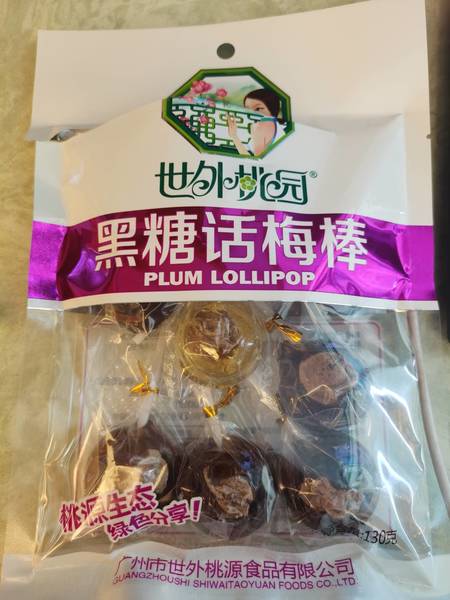 世外桃园®
黑糖话梅棒
PLUM LOLLIPOP
桃源生态
绿色分享!
:130克
广州市世外桃源食品有限公司
GUANGZHOUSHI SHIWAITAOYUAN FOODS CO.,LTD.